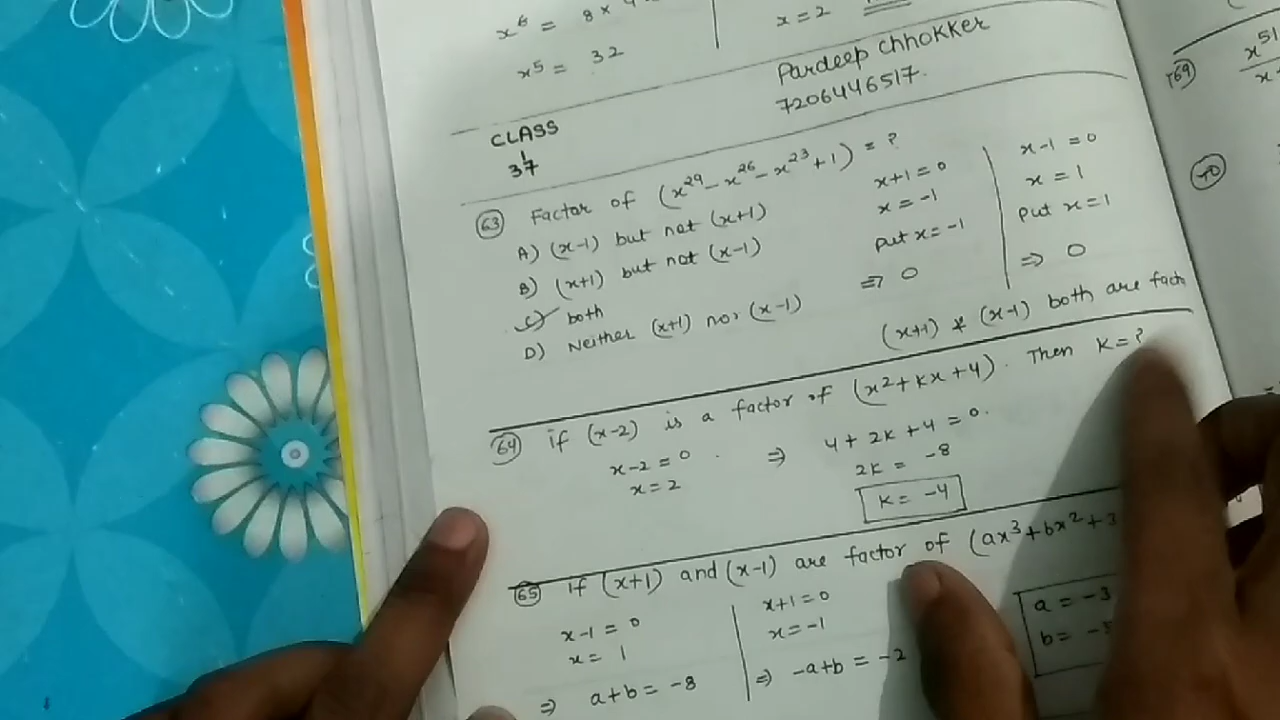 x⁶ = 8 × 4
x⁵ = 32
x = 2
Pardeep Chhokker
7206446517.
CLASS
37
63 Factor of (x²⁹ - x²⁶ - x²³ + 1) = ?
A) (x-1) but not (x+1)
B) (x+1) but not (x-1)
C) both
D) Neither (x+1) nor (x-1)
x+1 = 0
x = -1
Put x = -1
⇒ 0
x-1 = 0
x = 1
Put x = 1
⇒ 0
(x+1) & (x-1) both are fact
64 if (x-2) is a factor of (x²+kx+4). Then K=?
x-2 = 0
x = 2
⇒ 4 + 2K + 4 = 0.
2K = -8
K = -4
65 If (x+1) and (x-1) are factor of (ax³+bx²+3
x-1 = 0
x = 1
⇒ a+b = -8
x+1 = 0
x = -1
⇒ -a+b = -2
a = -3
b = -5
69
x⁵¹
x
70